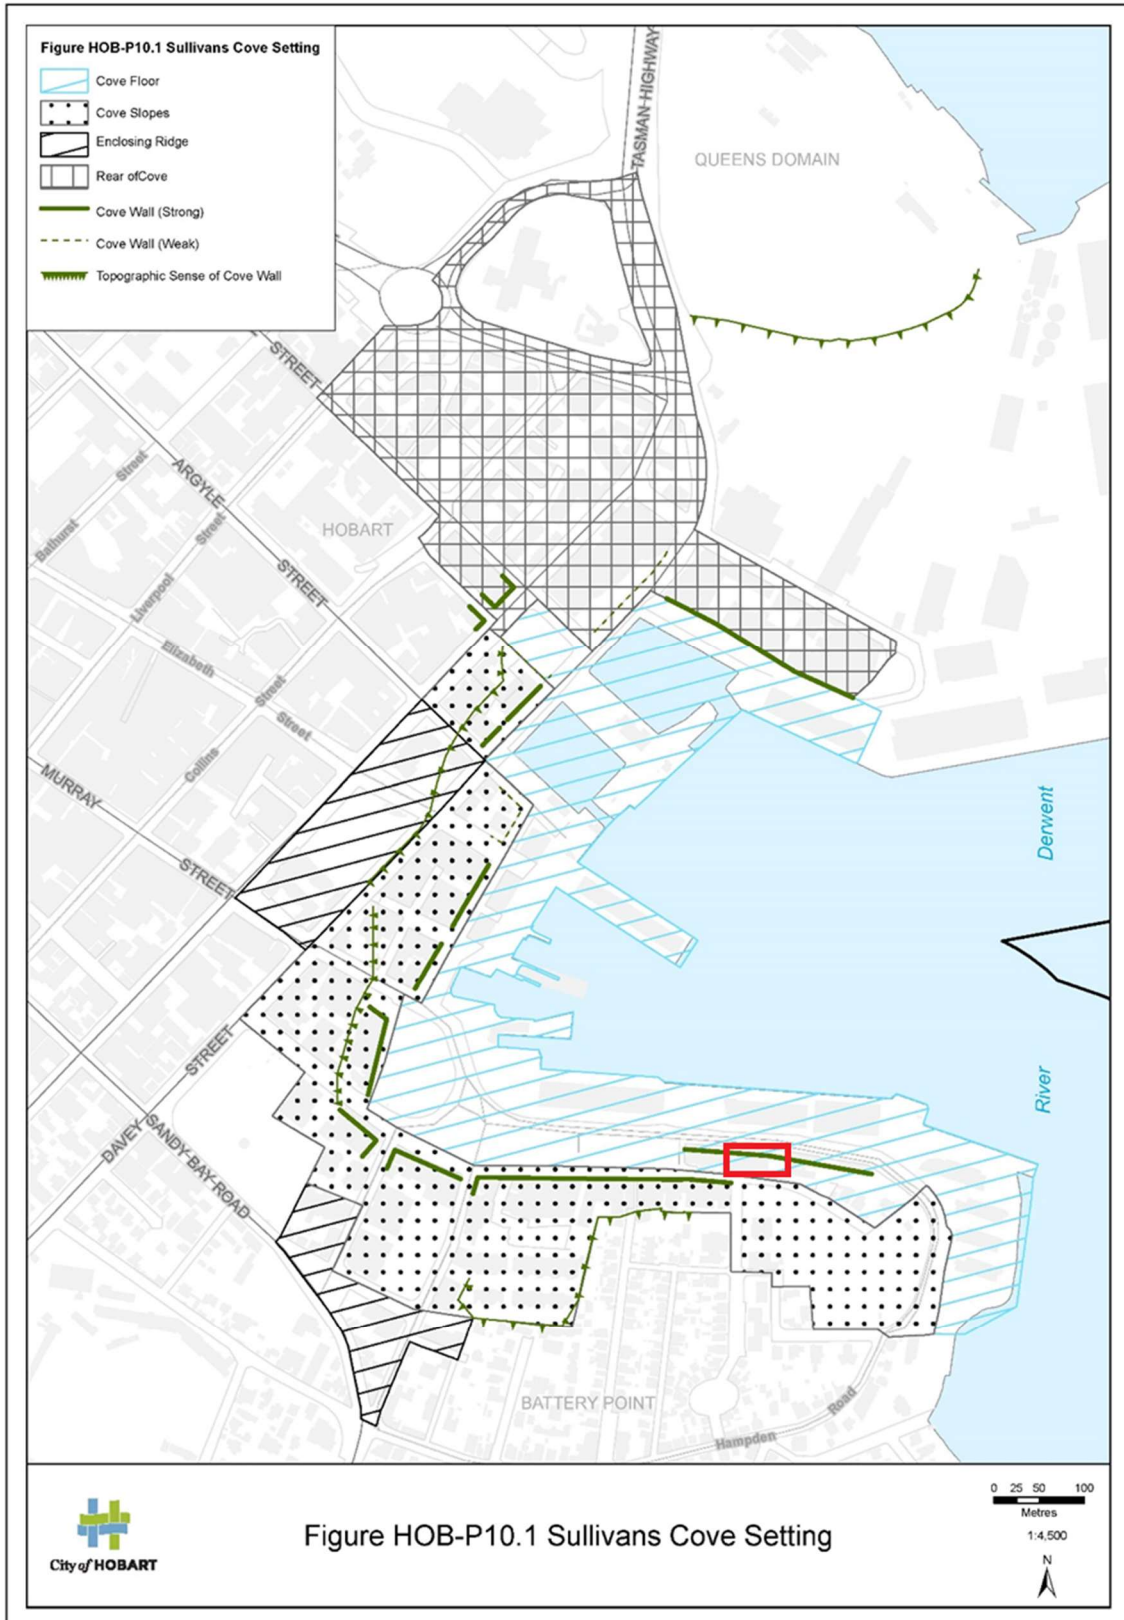 Figure HOB-P10.1 Sullivans Cove Setting
Cove Floor
Cove Slopes
Enclosing Ridge
Rear ofCove
Cove Wall (Strong)
Cove Wall (Weak)
Topographic Sense of Cove Wall
TASMAN HIGHWAY
QUEENS DOMAIN
STREET
ARGYLE
STREET
HOBART
Bathurst
Street
Liverpool
Street
Elizabeth
Street
Collins
Street
MURRAY
STREET
Derwent
River
DAVEY
STREET
SANDY BAY ROAD
BATTERY POINT
Hampden
Road
City of HOBART
Figure HOB-P10.1 Sullivans Cove Setting
0 25 50 100
Metres
1:4,500
N